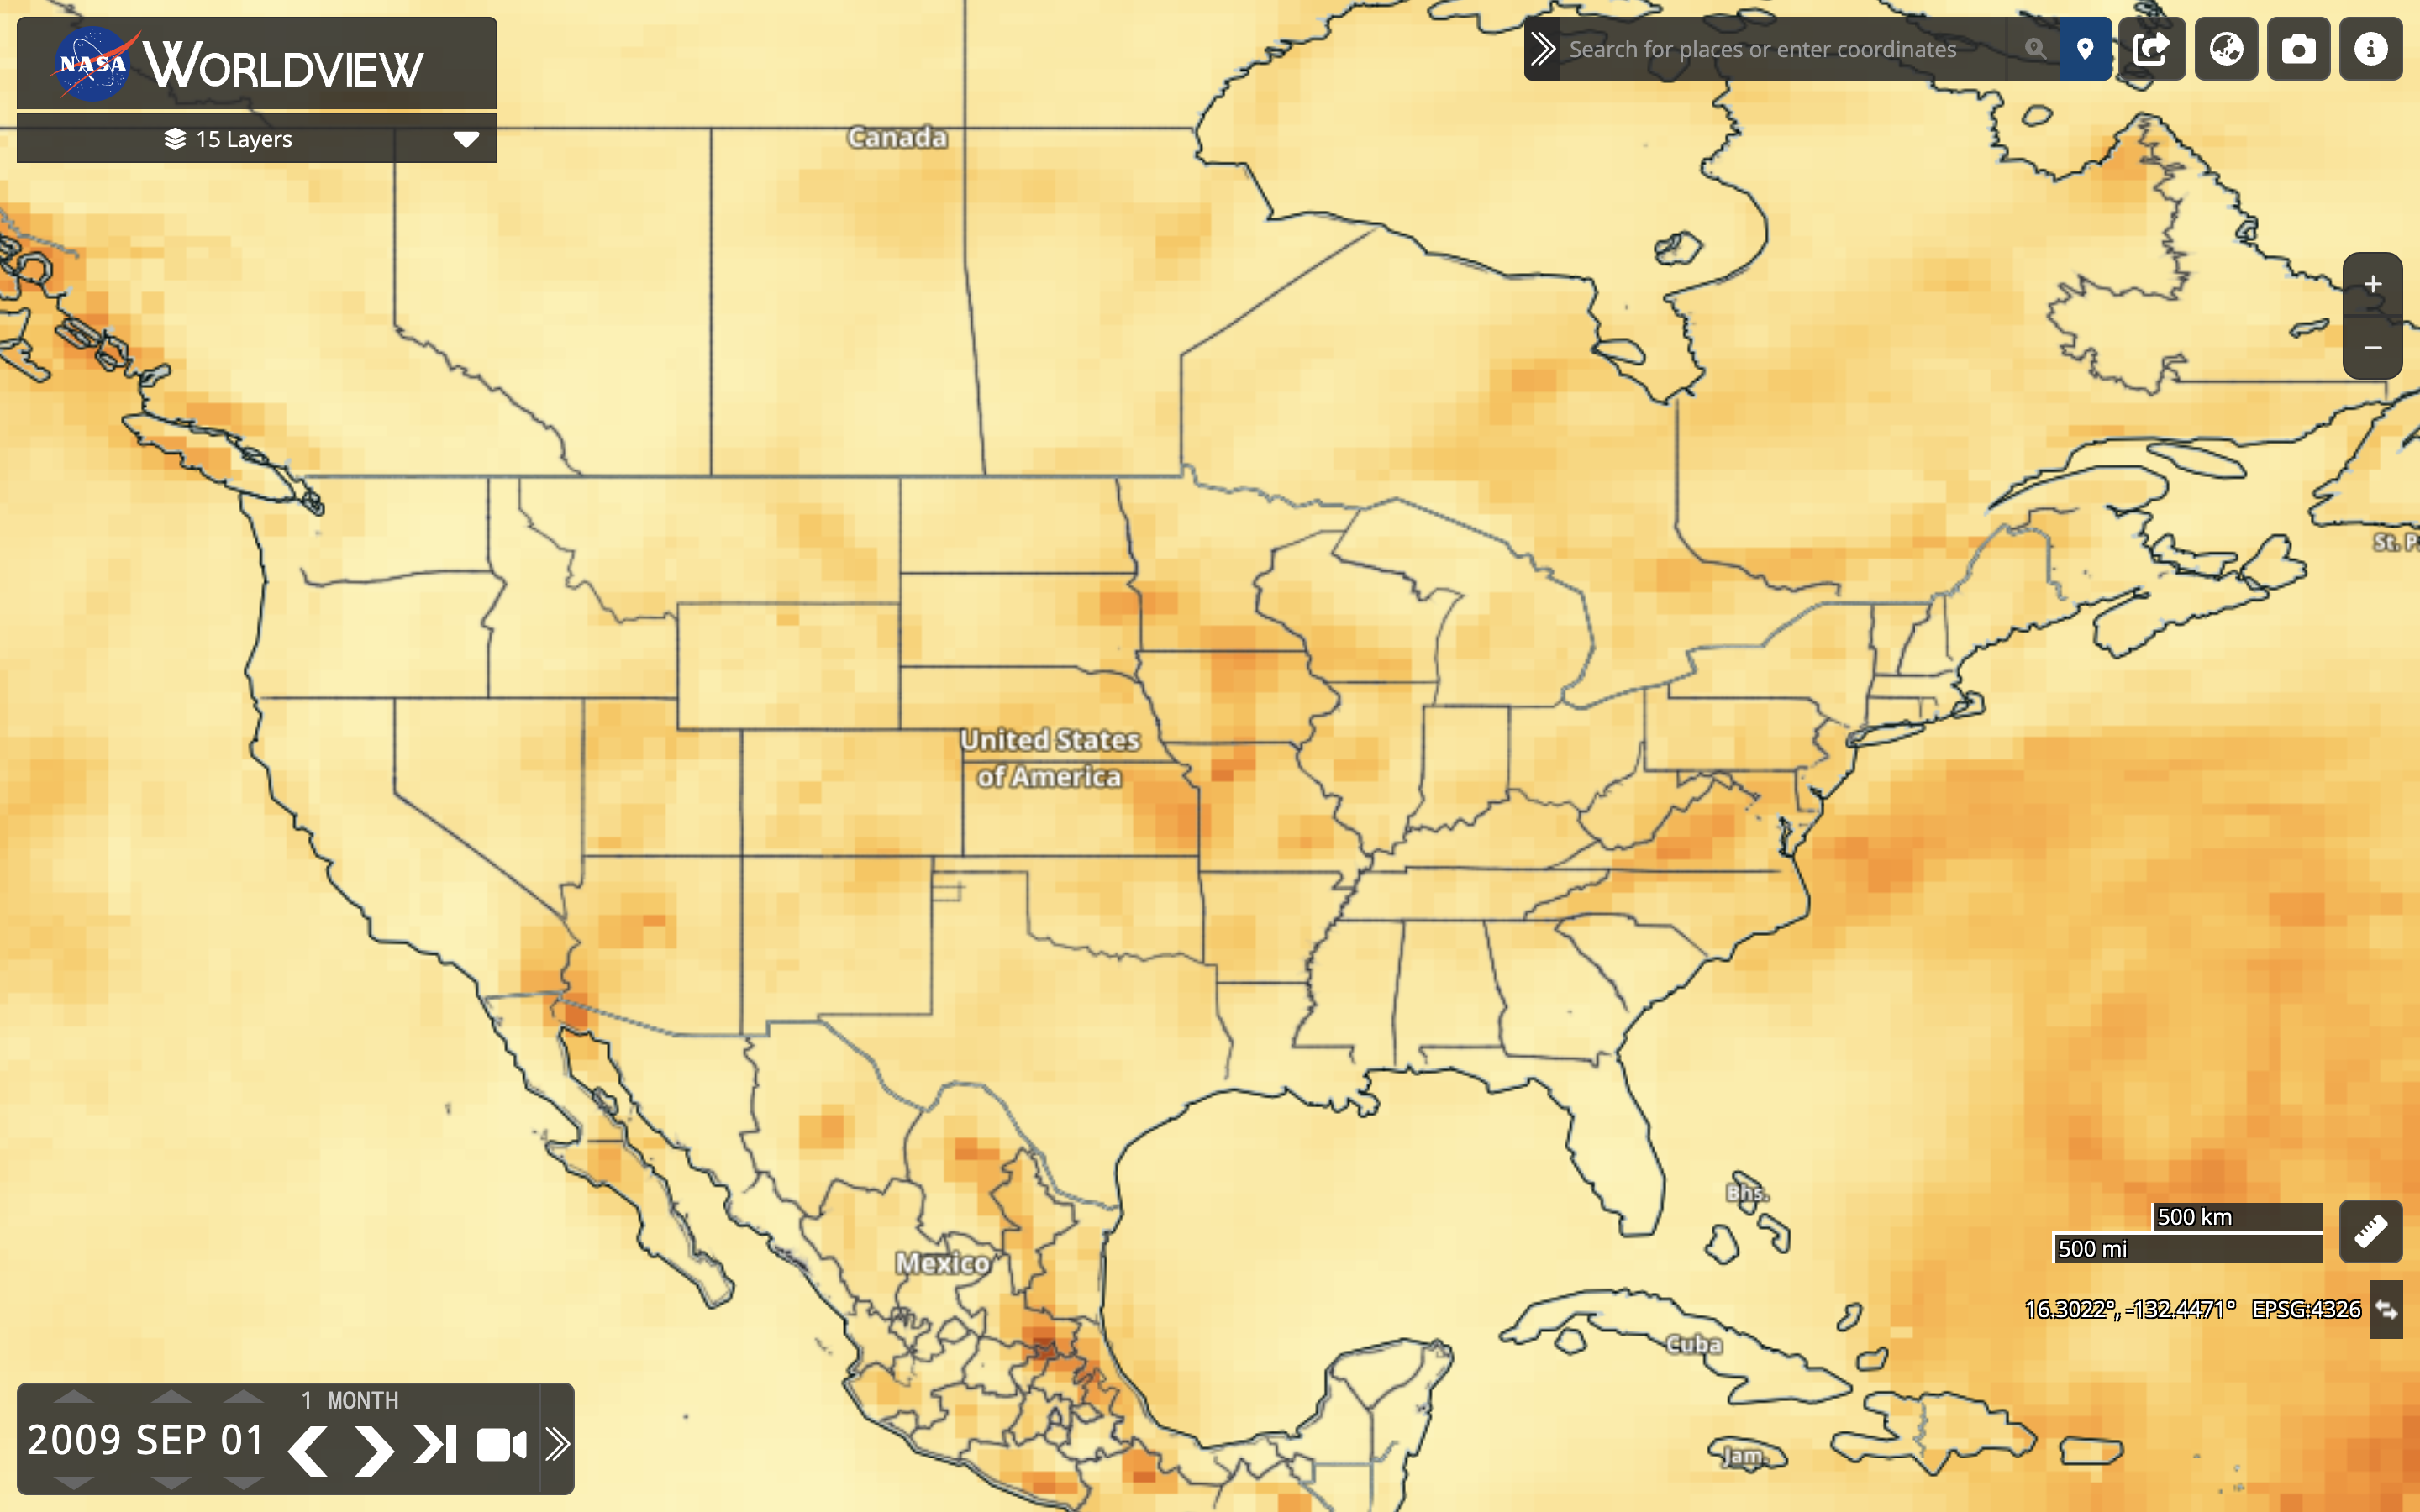 NASA WORLDVIEW
15 Layers
Search for places or enter coordinates
Canada
+
−
St. P
United States
of America
Bhs.
500 km
500 mi
Mexico
16.3022°, -132.4471° EPSG:4326
Cuba
1 MONTH
2009 SEP 01
Jam.